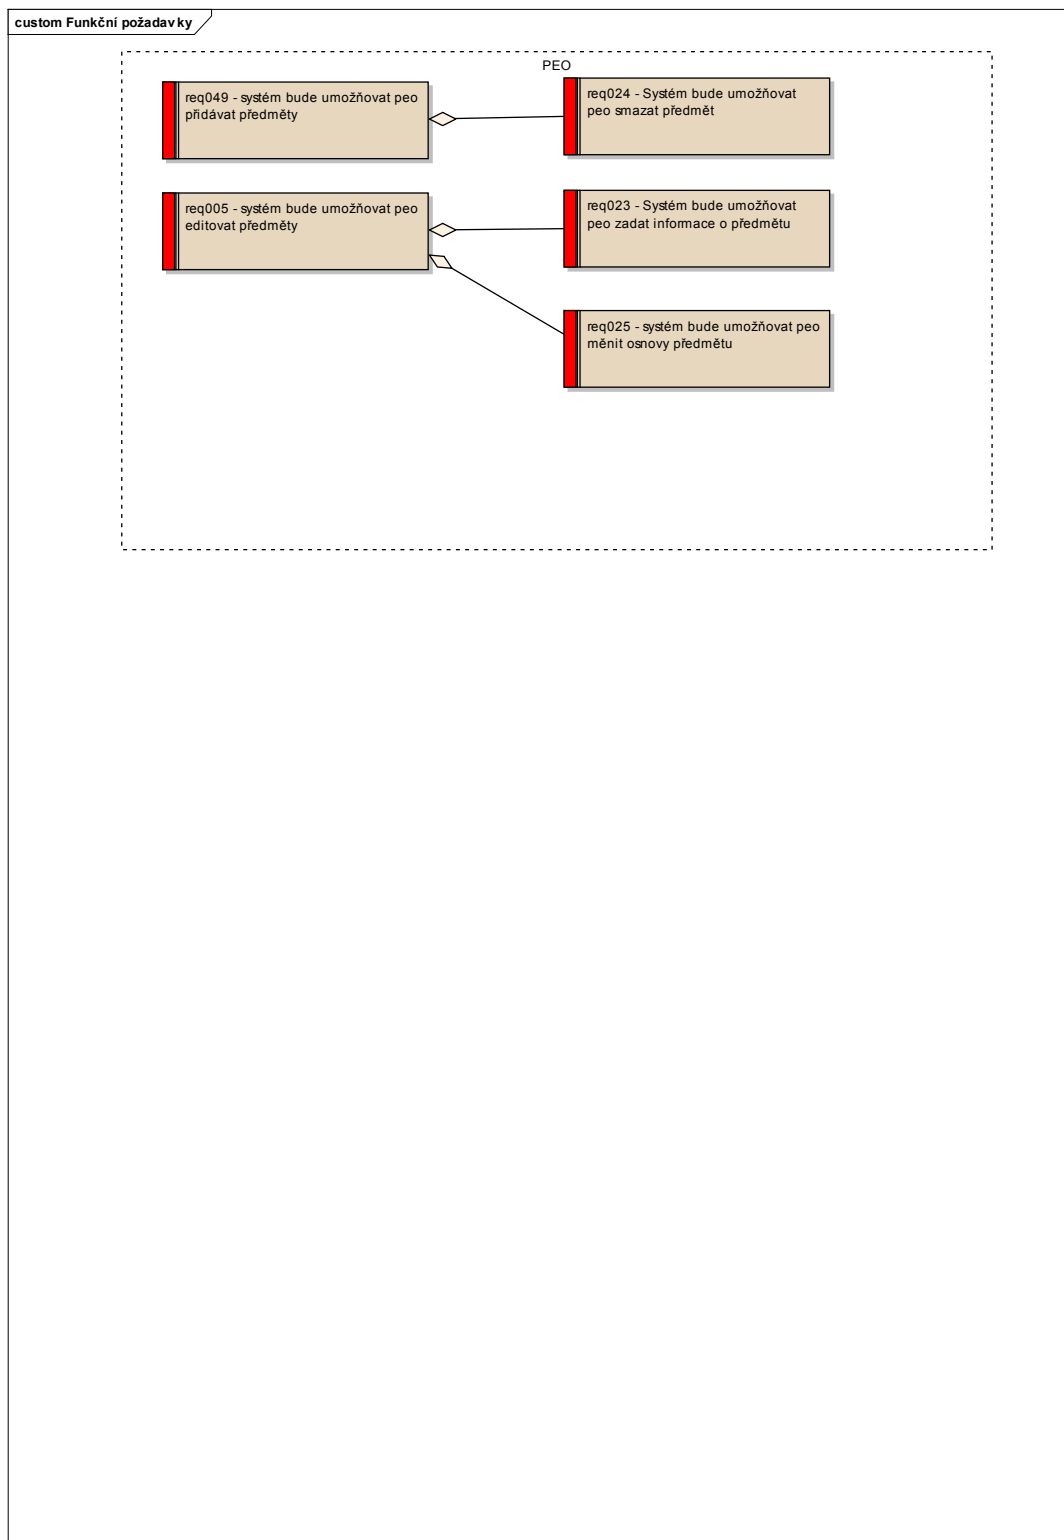 custom Funkční požadavky
PEO
req049 - systém bude umožňovat peo
přidávat předměty
req024 - Systém bude umožňovat
peo smazat předmět
req005 - systém bude umožňovat peo
editovat předměty
req023 - Systém bude umožňovat
peo zadat informace o předmětu
req025 - systém bude umožňovat peo
měnit osnovy předmětu